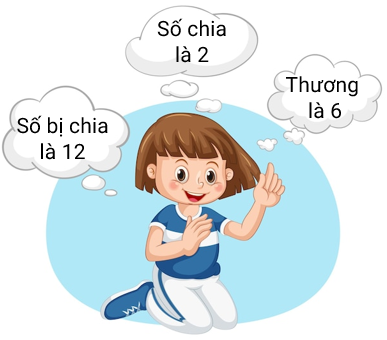 Số bị chia
là 12
Số chia
là 2
Thương
là 6